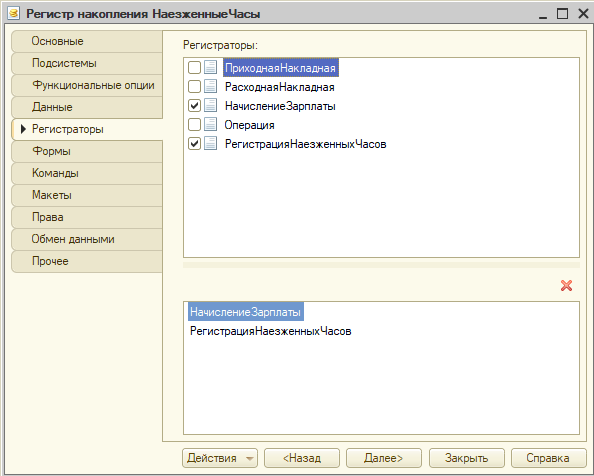 Регистр накопления НаезженныеЧасы
Основные
Подсистемы
Функциональные опции
Данные
Регистраторы
Формы
Команды
Макеты
Права
Обмен данными
Прочее
Регистраторы:
ПриходнаяНакладная
РасходнаяНакладная
НачислениеЗарплаты
Операция
РегистрацияНаезженныхЧасов
НачислениеЗарплаты
РегистрацияНаезженныхЧасов
Действия
<Назад
Далее>
Закрыть
Справка